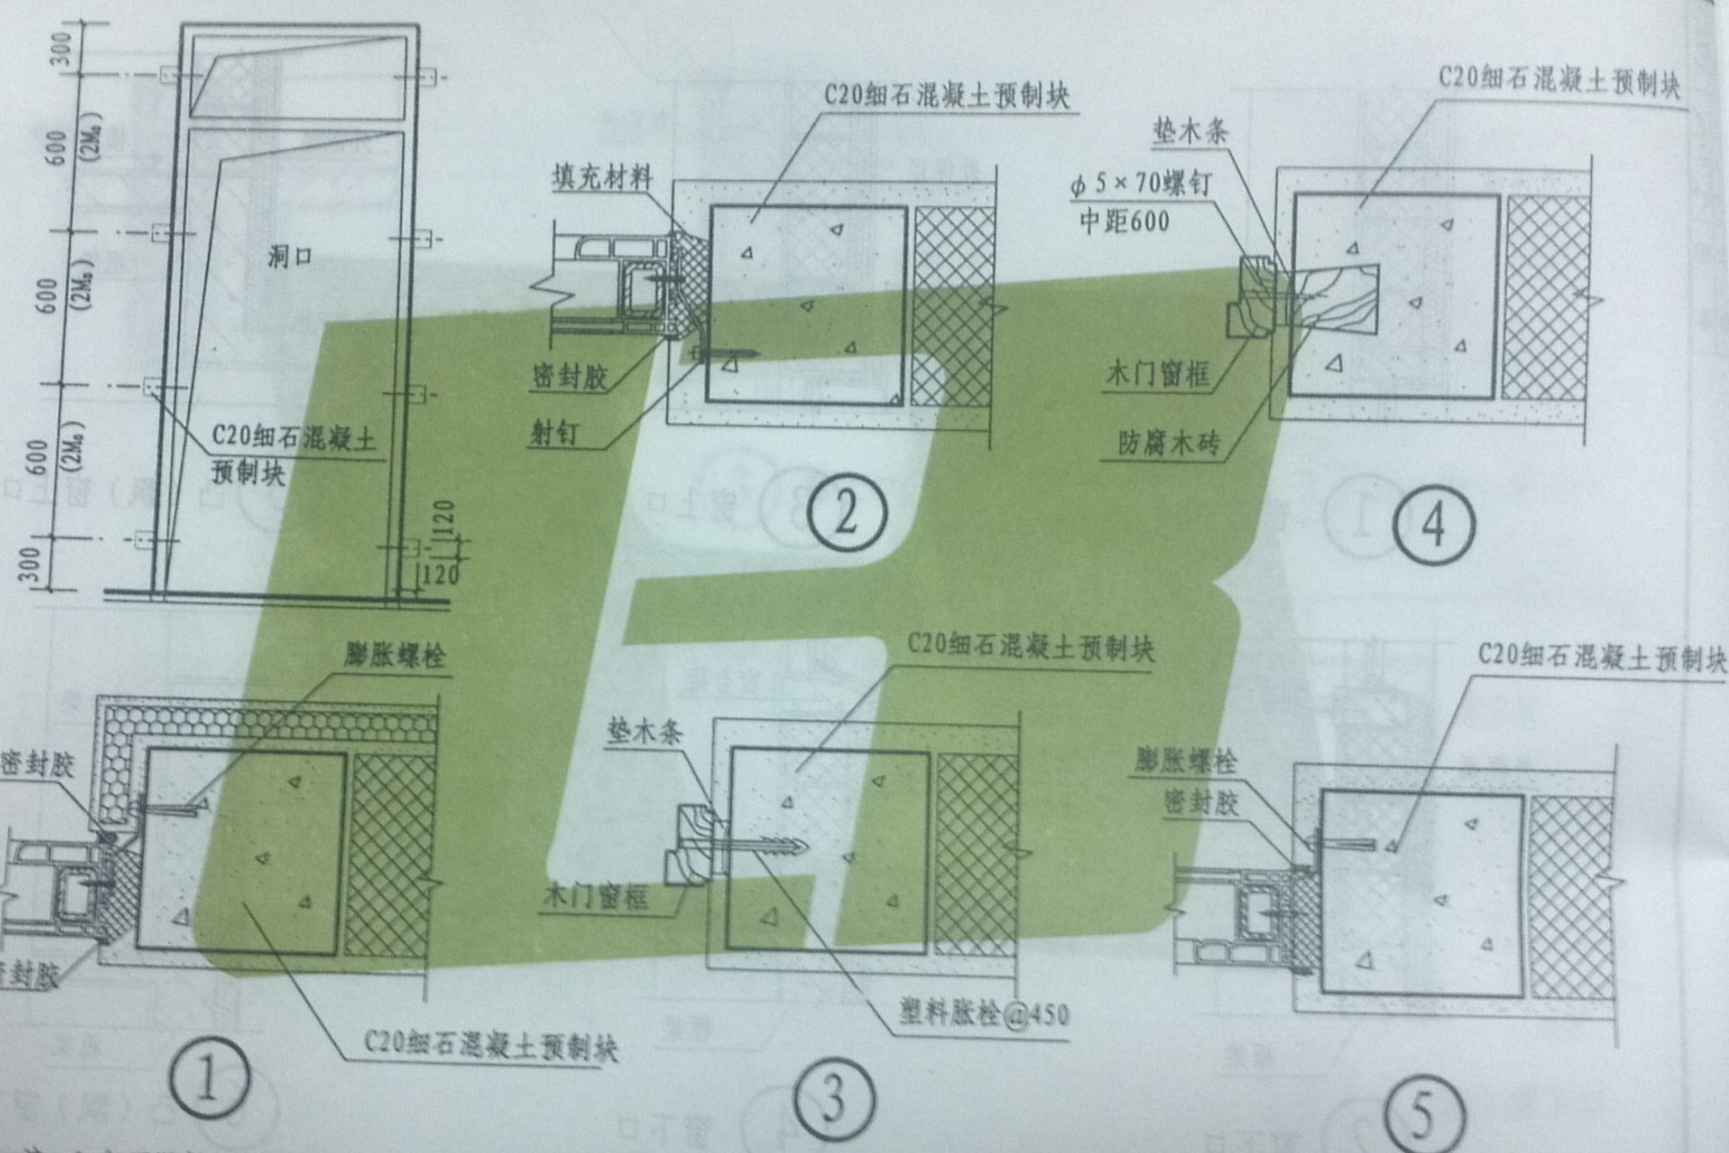 300
600
(2M₀)
600
(2M₀)
600
(2M₀)
300
洞口
C20细石混凝土
预制块
120
120
C20细石混凝土预制块
填充材料
密封胶
射钉
2
C20细石混凝土预制块
垫木条
φ5×70螺钉
中距600
木门窗框
防腐木砖
4
膨胀螺栓
密封胶
密封胶
C20细石混凝土预制块
1
C20细石混凝土预制块
垫木条
木门窗框
塑料胀栓@450
3
C20细石混凝土预制块
膨胀螺栓
密封胶
5